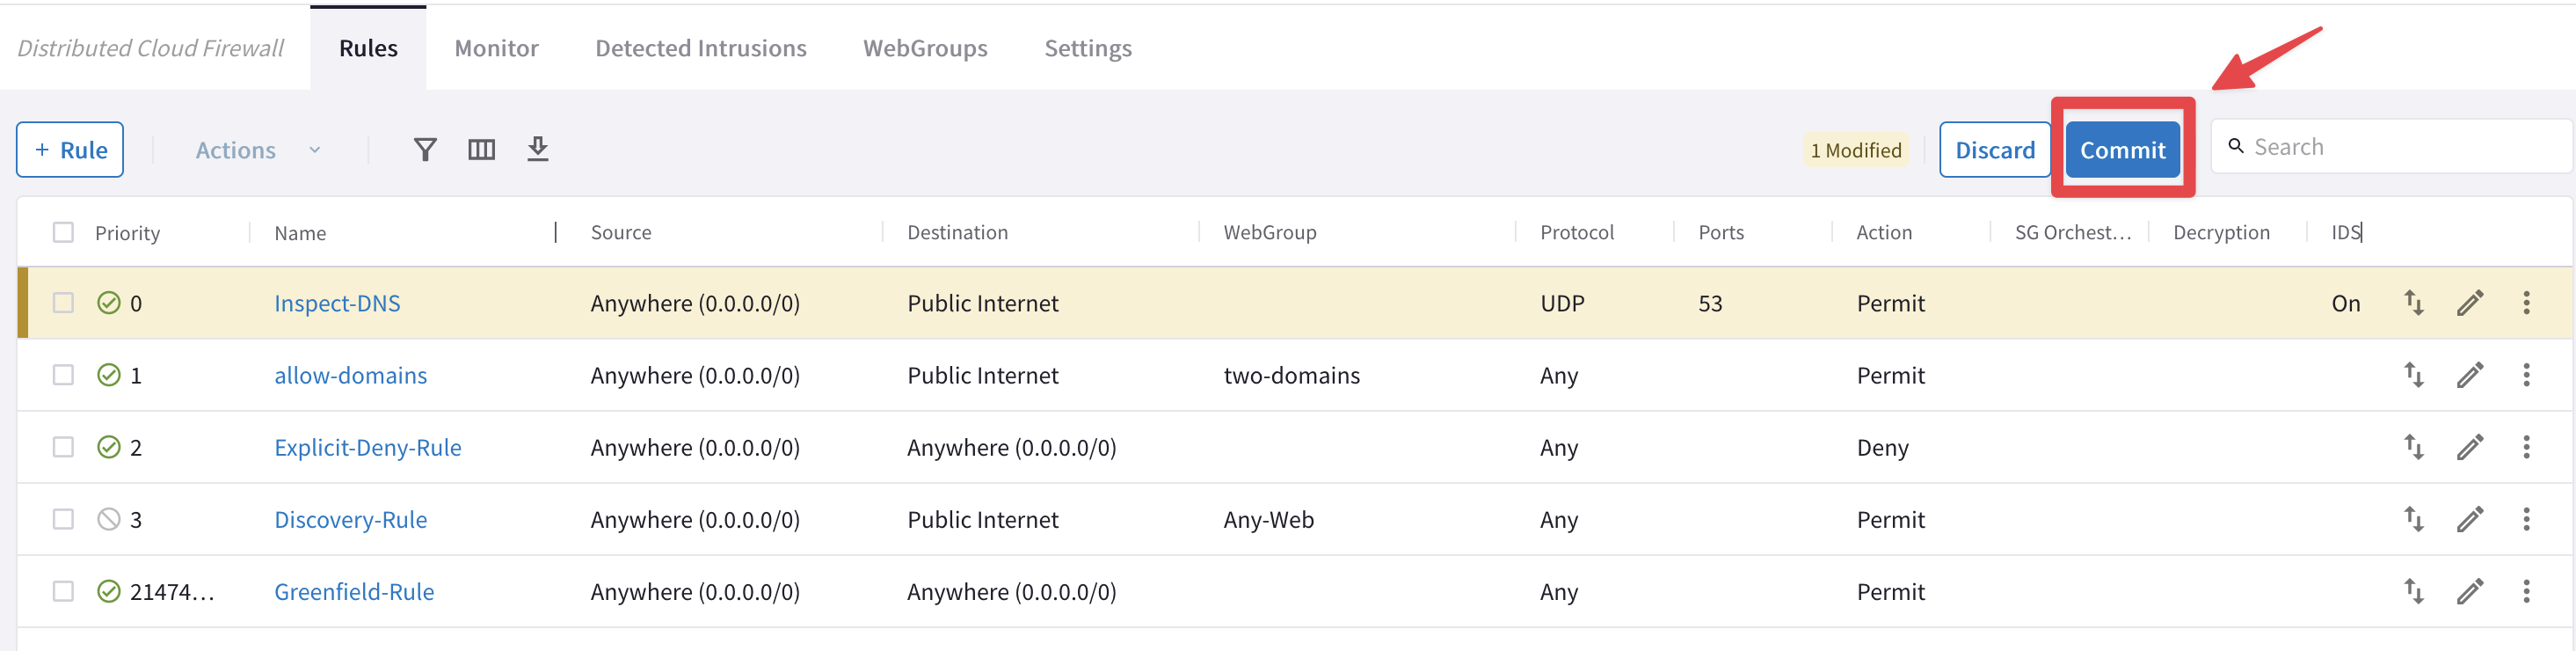 Distributed Cloud Firewall Rules Monitor Detected Intrusions WebGroups Settings
+ Rule Actions 1 Modified Discard Commit Search
Priority Name Source Destination WebGroup Protocol Ports Action SG Orchest... Decryption IDS
0 Inspect-DNS Anywhere (0.0.0.0/0) Public Internet UDP 53 Permit On
1 allow-domains Anywhere (0.0.0.0/0) Public Internet two-domains Any Permit
2 Explicit-Deny-Rule Anywhere (0.0.0.0/0) Anywhere (0.0.0.0/0) Any Deny
3 Discovery-Rule Anywhere (0.0.0.0/0) Public Internet Any-Web Any Permit
21474... Greenfield-Rule Anywhere (0.0.0.0/0) Anywhere (0.0.0.0/0) Any Permit